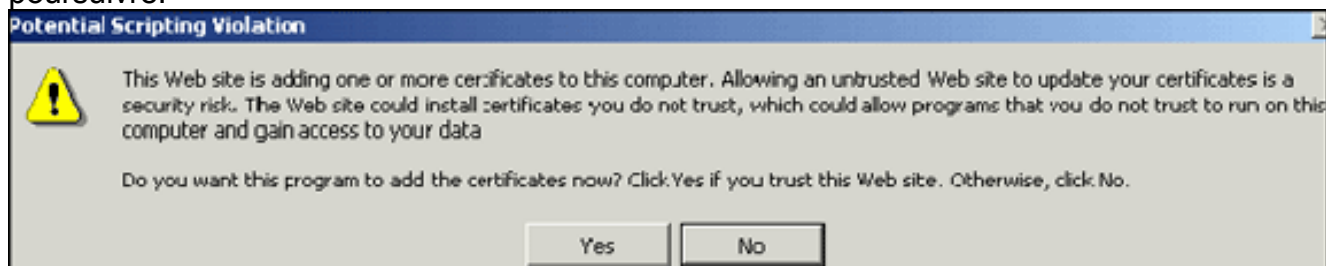 poursuivre.
Potential Scripting Violation
This Web site is adding one or more certificates to this computer. Allowing an untrusted Web site to update your certificates is a
security risk. The Web site could install certificates you do not trust, which could allow programs that you do not trust to run on this
computer and gain access to your data
Do you want this program to add the certificates now? Click Yes if you trust this Web site. Otherwise, click No.
Yes No